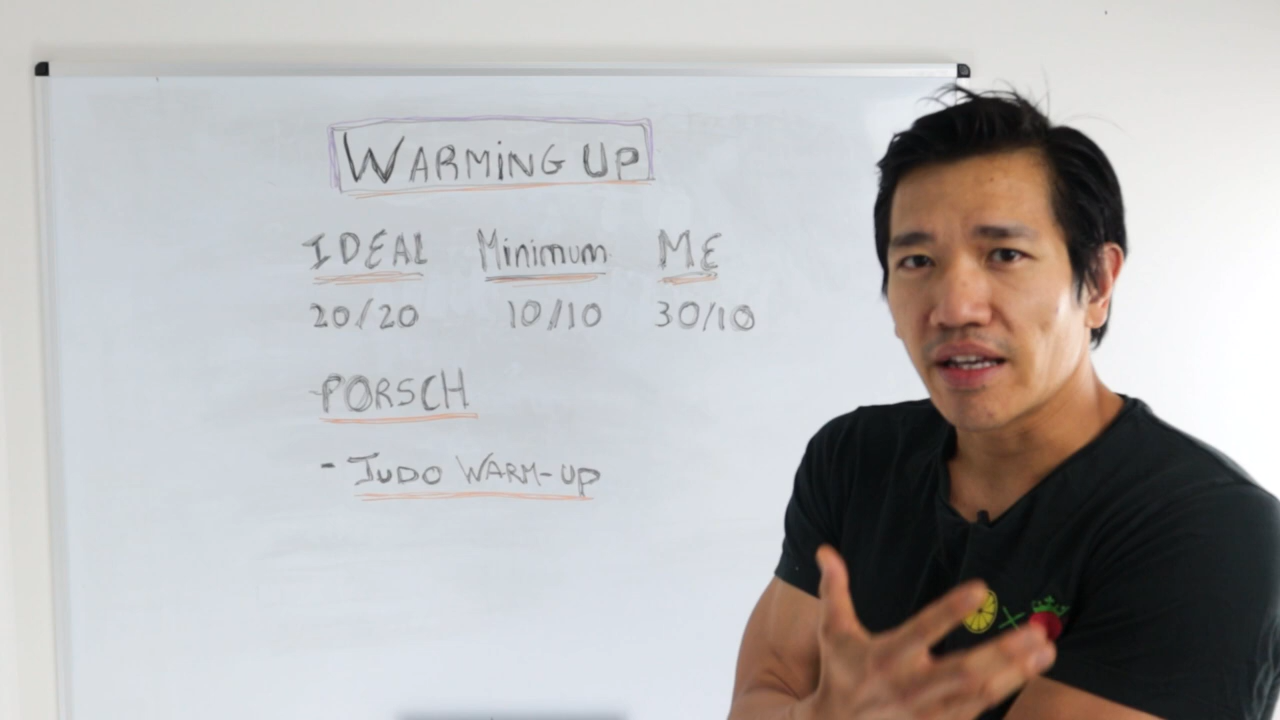 WARMING UP
IDEAL Minimum ME
20/20 10/10 30/10
-PORSCH
- JUDO WARM-UP